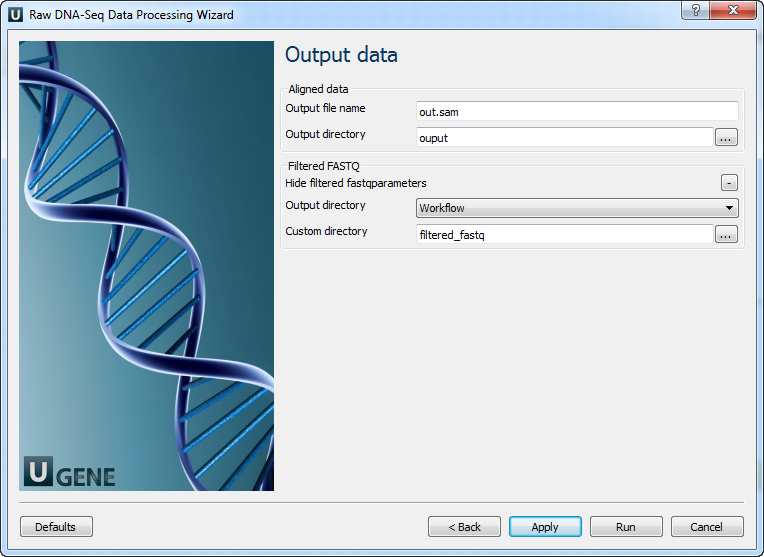 U Raw DNA-Seq Data Processing Wizard
?
Output data
Aligned data
Output file name out.sam
Output directory ouput ...
Filtered FASTQ
Hide filtered fastqparameters -
Output directory Workflow
Custom directory filtered_fastq ...
U GENE
Defaults < Back Apply Run Cancel